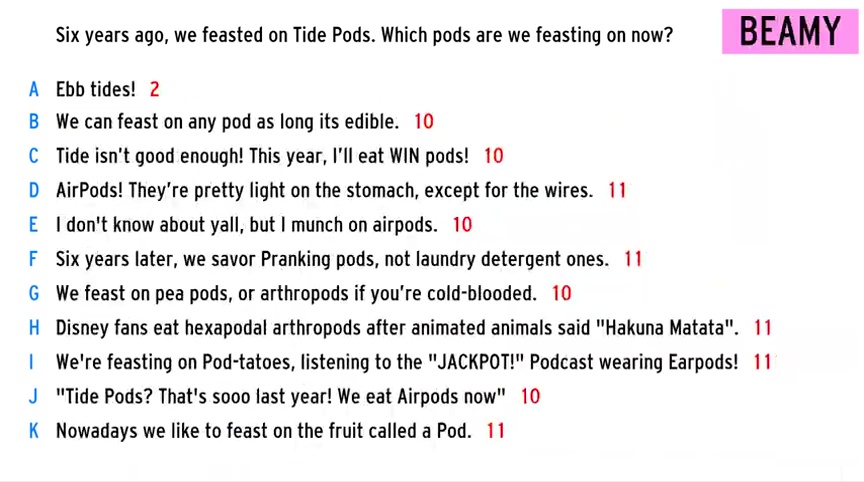 Six years ago, we feasted on Tide Pods. Which pods are we feasting on now?
BEAMY
A Ebb tides! 2
B We can feast on any pod as long its edible. 10
C Tide isn't good enough! This year, I'll eat WIN pods! 10
D AirPods! They're pretty light on the stomach, except for the wires. 11
E I don't know about yall, but I munch on airpods. 10
F Six years later, we savor Pranking pods, not laundry detergent ones. 11
G We feast on pea pods, or arthropods if you're cold-blooded. 10
H Disney fans eat hexapodal arthropods after animated animals said "Hakuna Matata". 11
I We're feasting on Pod-tatoes, listening to the "JACKPOT!" Podcast wearing Earpods! 11
J "Tide Pods? That's sooo last year! We eat Airpods now" 10
K Nowadays we like to feast on the fruit called a Pod. 11